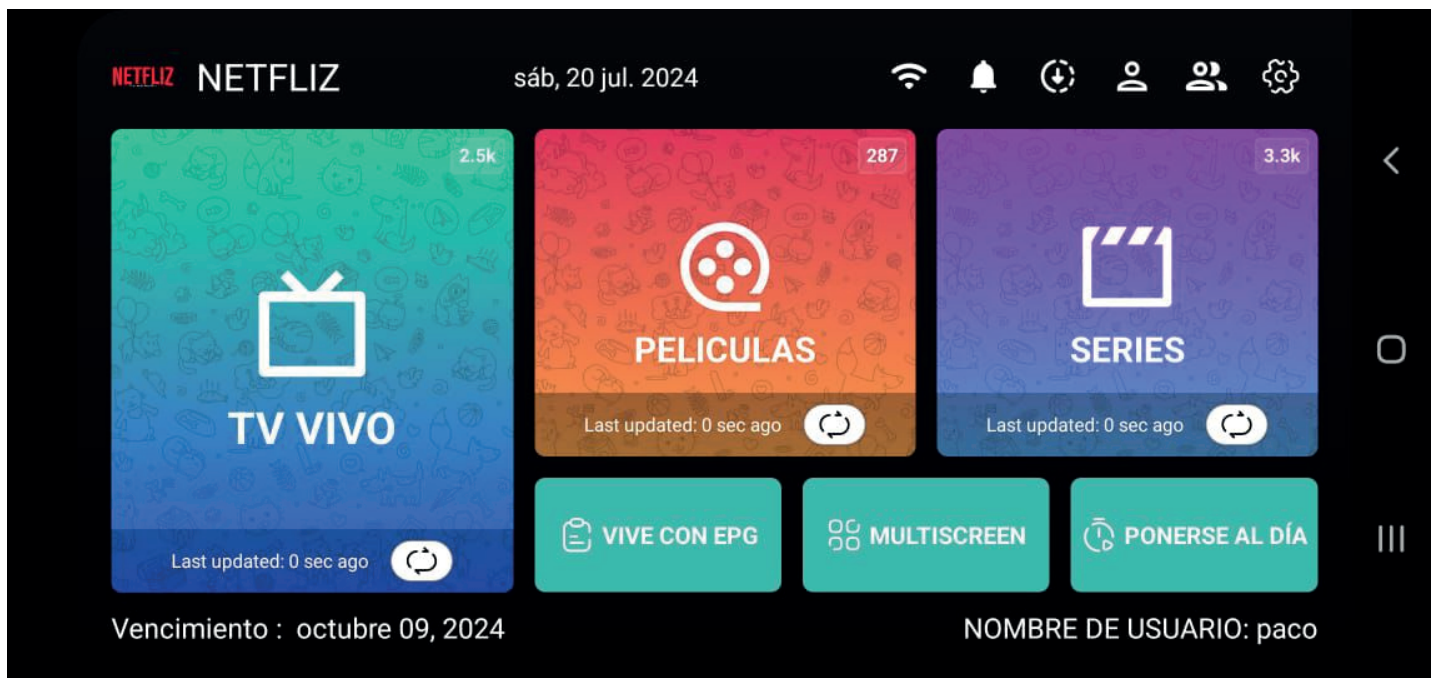 NETFLIZ NETFLIZ sáb, 20 jul. 2024
2.5k
TV VIVO
Last updated: 0 sec ago
287
PELICULAS
Last updated: 0 sec ago
3.3k
SERIES
Last updated: 0 sec ago
VIVE CON EPG
MULTISCREEN
PONERSE AL DÍA
Vencimiento : octubre 09, 2024
NOMBRE DE USUARIO: paco